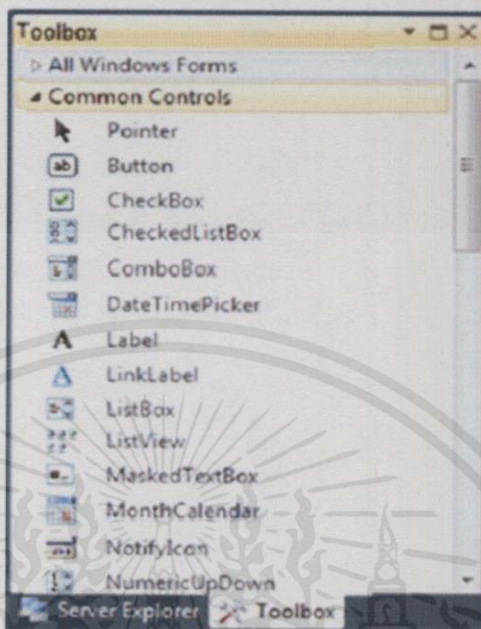 Toolbox
All Windows Forms
Common Controls
Pointer
Button
CheckBox
CheckedListBox
ComboBox
DateTimePicker
Label
LinkLabel
ListBox
ListView
MaskedTextBox
MonthCalendar
NotifyIcon
NumericUpDown
Server Explorer Toolbox